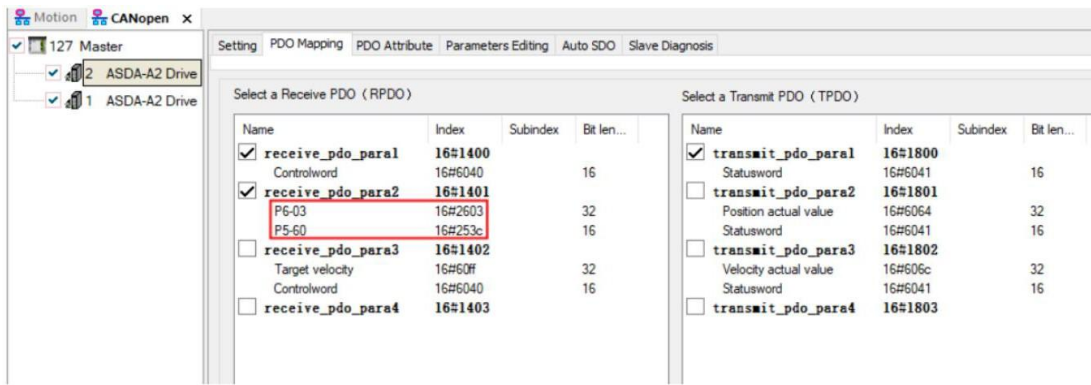 Motion CANopen x
127 Master
2 ASDA-A2 Drive
1 ASDA-A2 Drive
Setting PDO Mapping PDO Attribute Parameters Editing Auto SDO Slave Diagnosis
Select a Receive PDO (RPDO)
Name Index Subindex Bit len...
receive_pdo_para1 16#1400
Controlword 16#6040 16
receive_pdo_para2 16#1401
P6-03 16#2603 32
P5-60 16#253c 16
receive_pdo_para3 16#1402
Target velocity 16#60ff 32
Controlword 16#6040 16
receive_pdo_para4 16#1403
Select a Transmit PDO (TPDO)
Name Index Subindex Bit len...
transmit_pdo_para1 16#1800
Statusword 16#6041 16
transmit_pdo_para2 16#1801
Position actual value 16#6064 32
Statusword 16#6041 16
transmit_pdo_para3 16#1802
Velocity actual value 16#606c 32
Statusword 16#6041 16
transmit_pdo_para4 16#1803